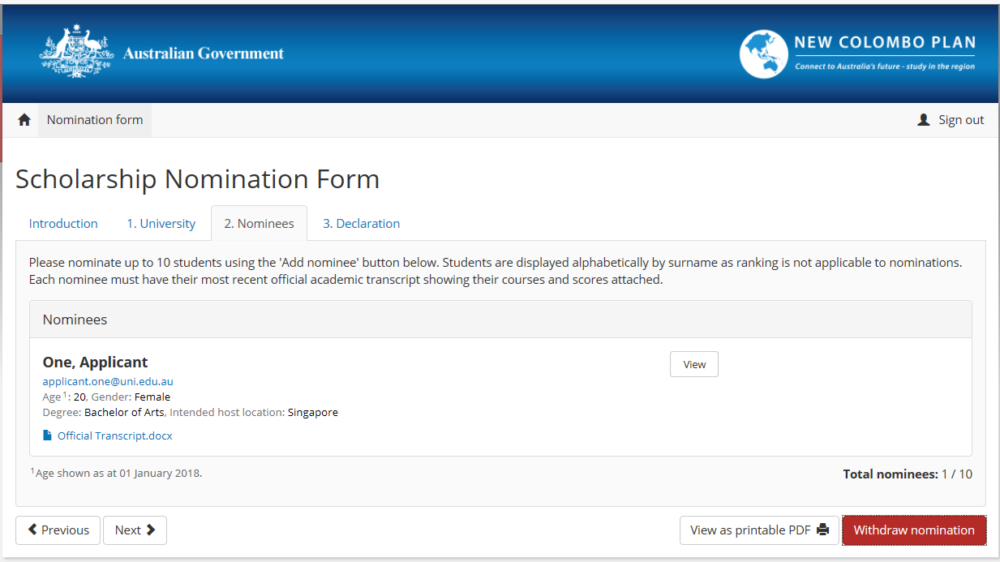 Australian Government
NEW COLOMBO PLAN
Connect to Australia's future - study in the region
Nomination form
Sign out
Scholarship Nomination Form
Introduction
1. University
2. Nominees
3. Declaration
Please nominate up to 10 students using the 'Add nominee' button below. Students are displayed alphabetically by surname as ranking is not applicable to nominations.
Each nominee must have their most recent official academic transcript showing their courses and scores attached.
Nominees
One, Applicant
View
applicant.one@uni.edu.au
Age¹: 20, Gender: Female
Degree: Bachelor of Arts, Intended host location: Singapore
Official Transcript.docx
¹Age shown as at 01 January 2018.
Total nominees: 1 / 10
Previous
Next
View as printable PDF
Withdraw nomination